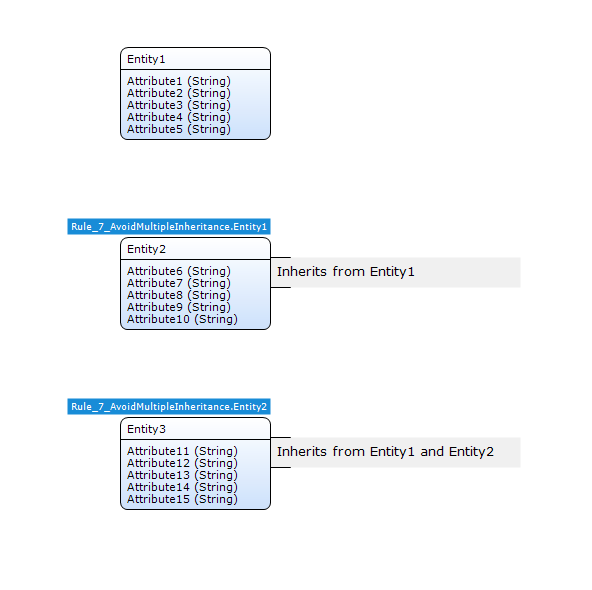 Entity1
Attribute1 (String)
Attribute2 (String)
Attribute3 (String)
Attribute4 (String)
Attribute5 (String)
Rule_7_AvoidMultipleInheritance.Entity1
Entity2
Attribute6 (String)
Attribute7 (String)
Attribute8 (String)
Attribute9 (String)
Attribute10 (String)
Inherits from Entity1
Rule_7_AvoidMultipleInheritance.Entity2
Entity3
Attribute11 (String)
Attribute12 (String)
Attribute13 (String)
Attribute14 (String)
Attribute15 (String)
Inherits from Entity1 and Entity2